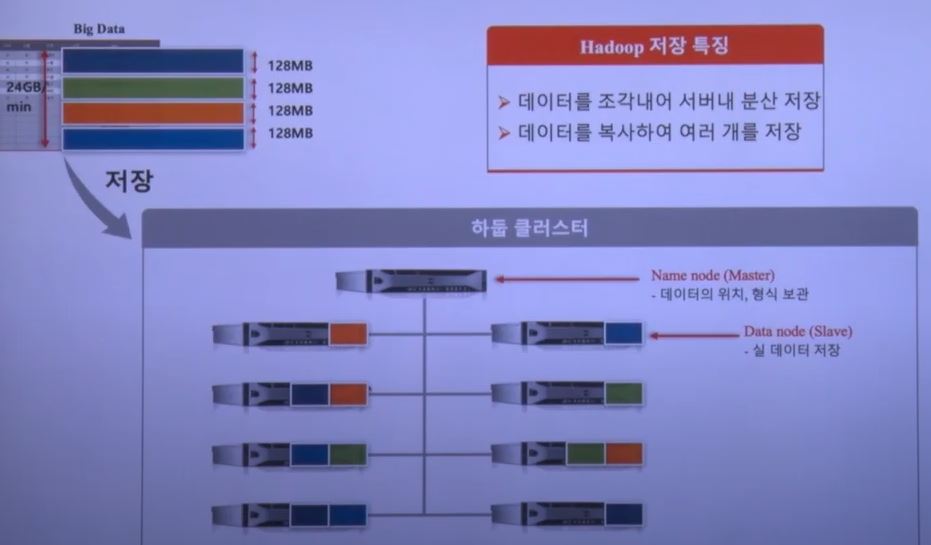 Big Data
24GB/
min
128MB
128MB
128MB
128MB
저장
Hadoop 저장 특징
➢ 데이터를 조각내어 서버내 분산 저장
➢ 데이터를 복사하여 여러 개를 저장
하둡 클러스터
Name node (Master)
- 데이터의 위치, 형식 보관
Data node (Slave)
- 실 데이터 저장